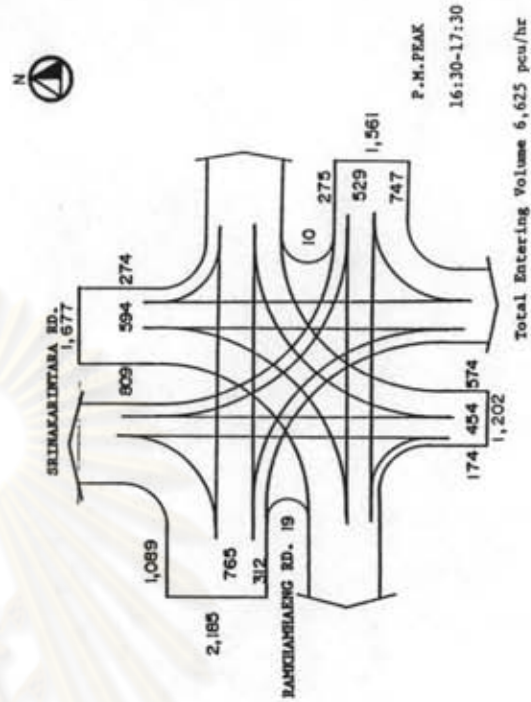 N
SRINAKARINTARA RD.
1,677
809 594 274
1,089
2,185
765
312
RAMKHAMHAENG RD. 19
10
275
529
1,561
747
174 454 574
1,202
P.M.PEAK
16:30-17:30
Total Entering Volume 6,625 pcu/hr